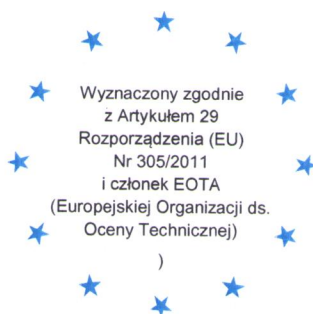 Wyznaczony zgodnie
z Artykułem 29
Rozporządzenia (EU)
Nr 305/2011
i członek EOTA
(Europejskiej Organizacji ds.
Oceny Technicznej)
)